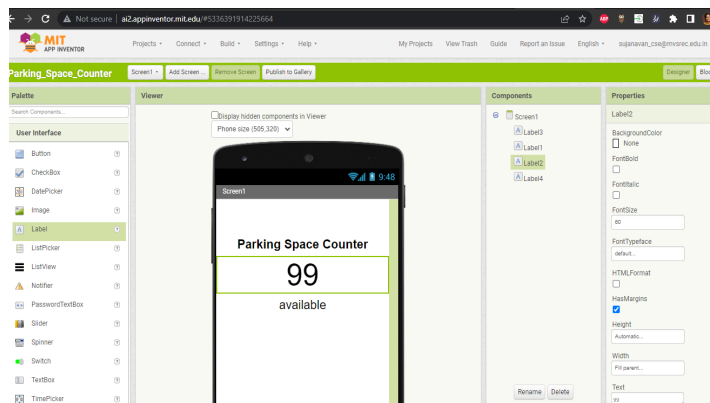 Not secure | ai2.appinventor.mit.edu/#5336391914225664
MIT
APP INVENTOR
Projects Connect Build Settings Help My Projects View Trash Guide Report an Issue English sujanavan_cse@mvsrec.edu.in
Parking_Space_Counter Screen1 Add Screen ... Remove Screen Publish to Gallery Designer Bloc
Palette
Search Components...
User Interface
Button
CheckBox
DatePicker
Image
Label
ListPicker
ListView
Notifier
PasswordTextBox
Slider
Spinner
Switch
TextBox
TimePicker
Viewer
Display hidden components in Viewer
Phone size (505,320)
9:48
Screen1
Parking Space Counter
99
available
Components
Screen1
Label3
Label1
Label2
Label4
Rename Delete
Properties
Label2
BackgroundColor
None
FontBold
FontItalic
FontSize
60
FontTypeface
default...
HTMLFormat
HasMargins
Height
Automatic...
Width
Fill parent...
Text
99